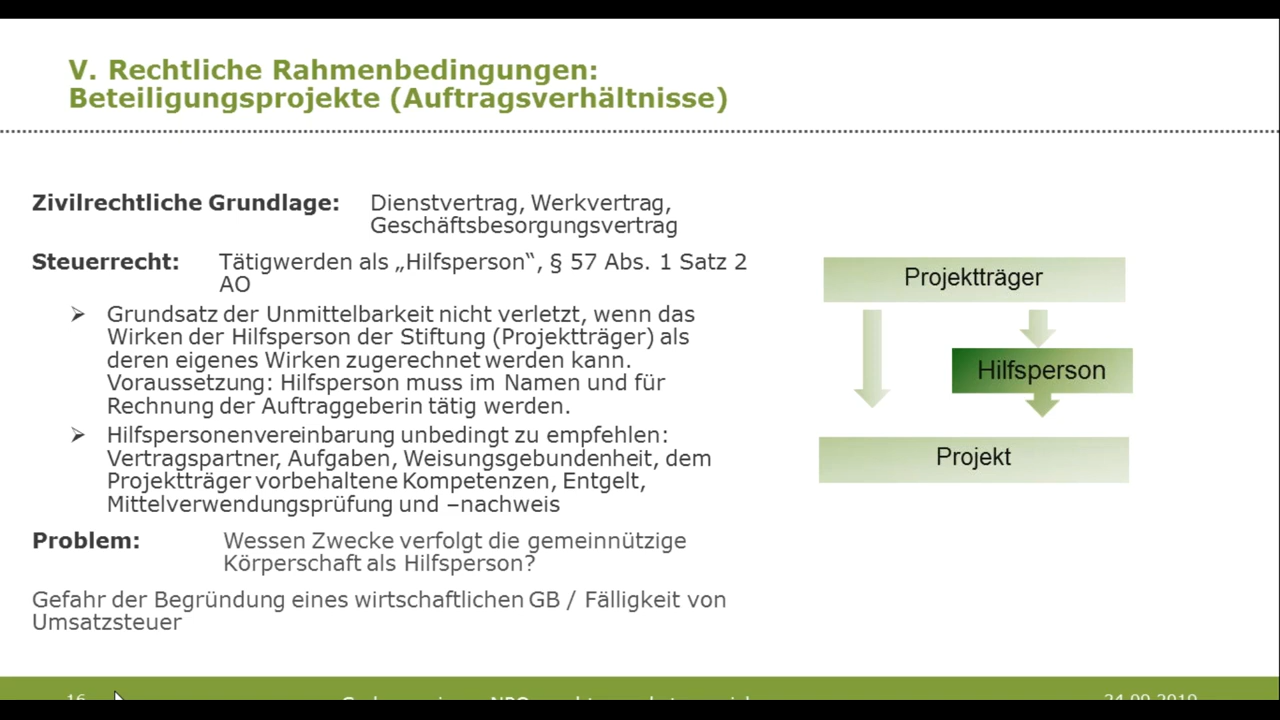 V. Rechtliche Rahmenbedingungen:
Beteiligungsprojekte (Auftragsverhältnisse)
Zivilrechtliche Grundlage: Dienstvertrag, Werkvertrag,
Geschäftsbesorgungsvertrag
Steuerrecht: Tätigwerden als „Hilfsperson“, § 57 Abs. 1 Satz 2
AO
Grundsatz der Unmittelbarkeit nicht verletzt, wenn das
Wirken der Hilfsperson der Stiftung (Projektträger) als
deren eigenes Wirken zugerechnet werden kann.
Voraussetzung: Hilfsperson muss im Namen und für
Rechnung der Auftraggeberin tätig werden.
Hilfspersonenvereinbarung unbedingt zu empfehlen:
Vertragspartner, Aufgaben, Weisungsgebundenheit, dem
Projektträger vorbehaltene Kompetenzen, Entgelt,
Mittelverwendungsprüfung und –nachweis
Problem: Wessen Zwecke verfolgt die gemeinnützige
Körperschaft als Hilfsperson?
Gefahr der Begründung eines wirtschaftlichen GB / Fälligkeit von
Umsatzsteuer
Projektträger
Hilfsperson
Projekt
16
24.09.2019